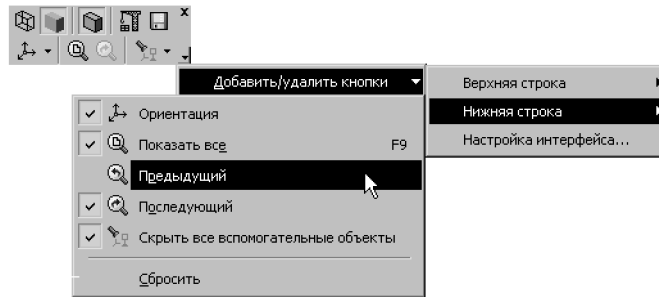 Добавить/удалить кнопки
Верхняя строка
Нижняя строка
Настройка интерфейса...
Ориентация
Показать все F9
Предыдущий
Последующий
Скрыть все вспомогательные объекты
Сбросить